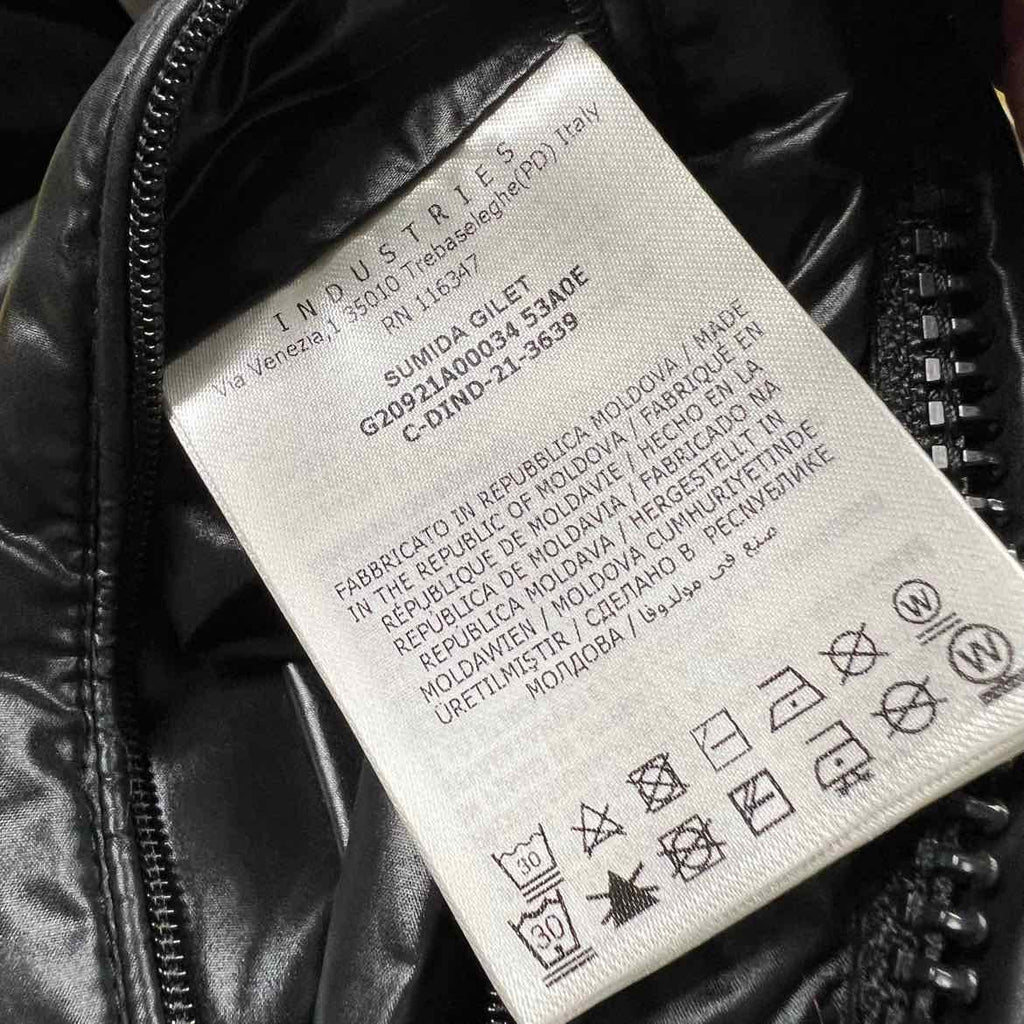 INDUSTRIES
Via Venezia,1 35010 Trebaseleghe(PD) Italy
RN 116347
SUMIDA GILET
G20921A00034 53A0E
C-DIND-21-3639
FABBRICATO IN REPUBBLICA MOLDOVA / MADE
IN THE REPUBLIC OF MOLDOVA / FABRIQUÉ EN
RÉPUBLIQUE DE MOLDAVIE / HECHO EN LA
REPUBLICA DE MOLDAVIA / FABRICADO NA
REPUBLICA MOLDAVA / HERGESTELLT IN
MOLDAWIEN / MOLDOVA CUMHURIYETINDE
ÜRETILMIŞTIR / СДЕЛАНО В РЕСПУБЛИКЕ
МОЛДОВА / صنع في مولدوفا
30 W
30 W